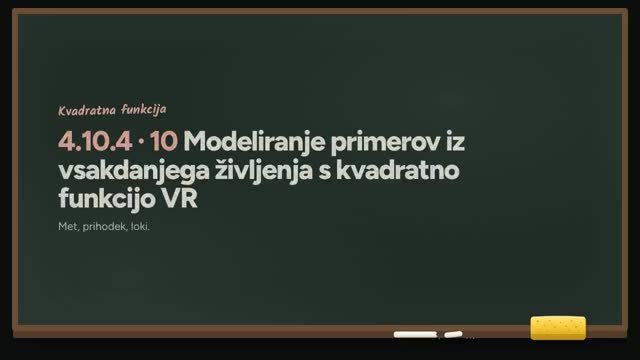 Kvadratna funkcija
4.10.4 · 10 Modeliranje primerov iz
vsakdanjega življenja s kvadratno
funkcijo VR
Met, prihodek, loki.